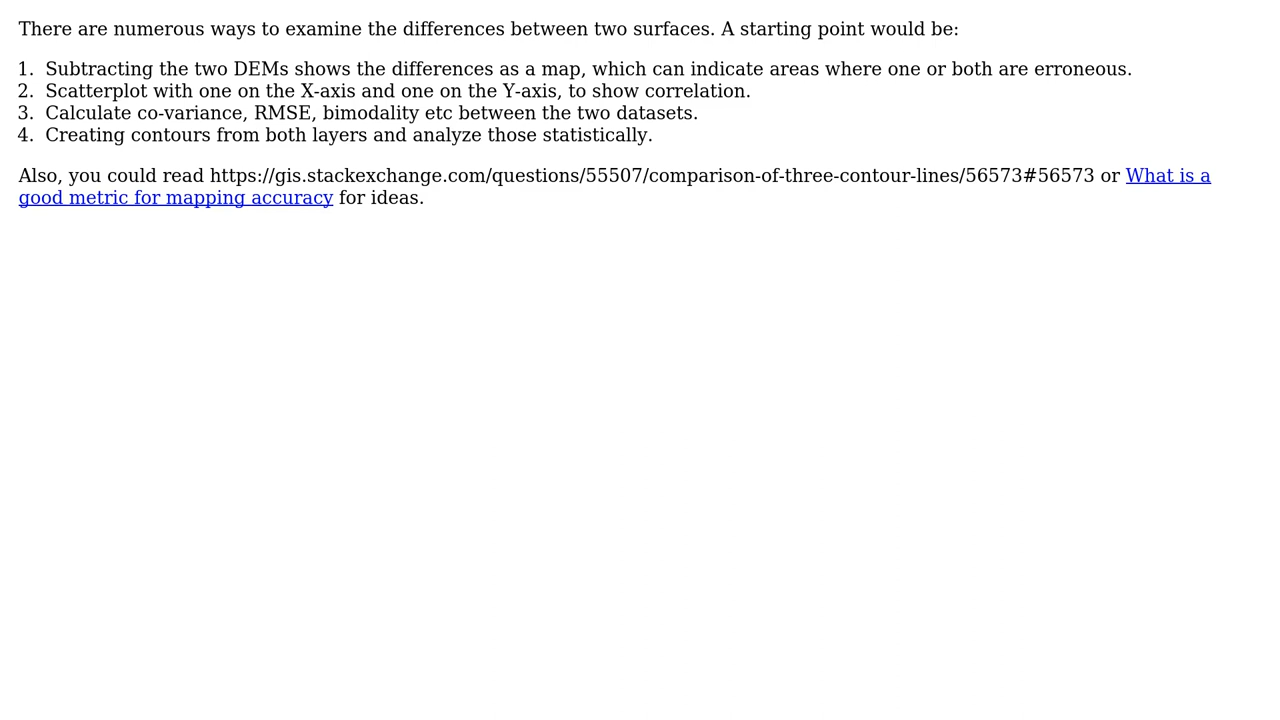 There are numerous ways to examine the differences between two surfaces. A starting point would be:
1. Subtracting the two DEMs shows the differences as a map, which can indicate areas where one or both are erroneous.
2. Scatterplot with one on the X-axis and one on the Y-axis, to show correlation.
3. Calculate co-variance, RMSE, bimodality etc between the two datasets.
4. Creating contours from both layers and analyze those statistically.
Also, you could read https://gis.stackexchange.com/questions/55507/comparison-of-three-contour-lines/56573#56573 or What is a
good metric for mapping accuracy for ideas.